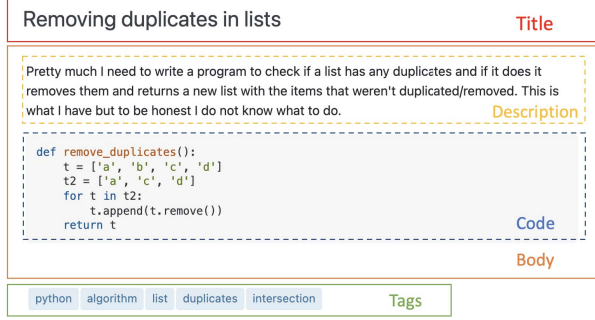 Removing duplicates in lists
Title
Pretty much I need to write a program to check if a list has any duplicates and if it does it
removes them and returns a new list with the items that weren't duplicated/removed. This is
what I have but to be honest I do not know what to do.
Description
def remove_duplicates():
    t = ['a', 'b', 'c', 'd']
    t2 = ['a', 'c', 'd']
    for t in t2:
        t.append(t.remove())
    return t
Code
Body
python algorithm list duplicates intersection
Tags